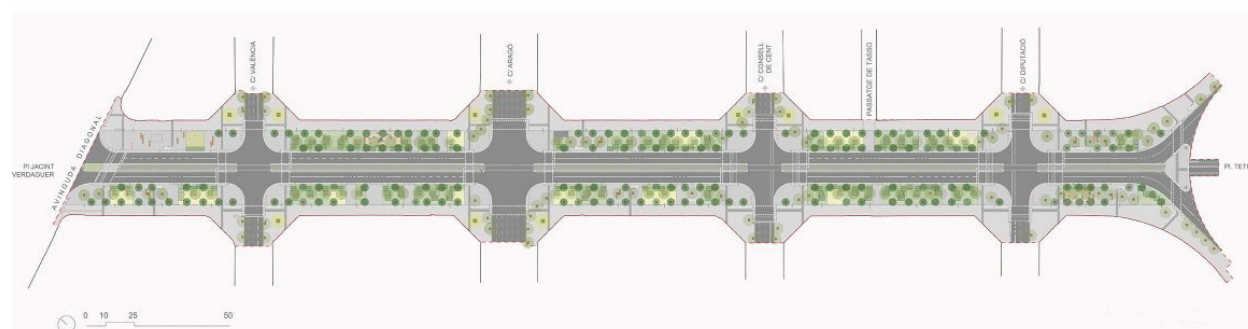 C/ VALÈNCIA
C/ ARAGÓ
C/ CONSELL
DE CENT
PASSATGE DE TASSO
C/ DIPUTACIÓ
AVINGUDA DIAGONAL
Pl JACINT
VERDAGUER
PL. TETU
0 10 25 50